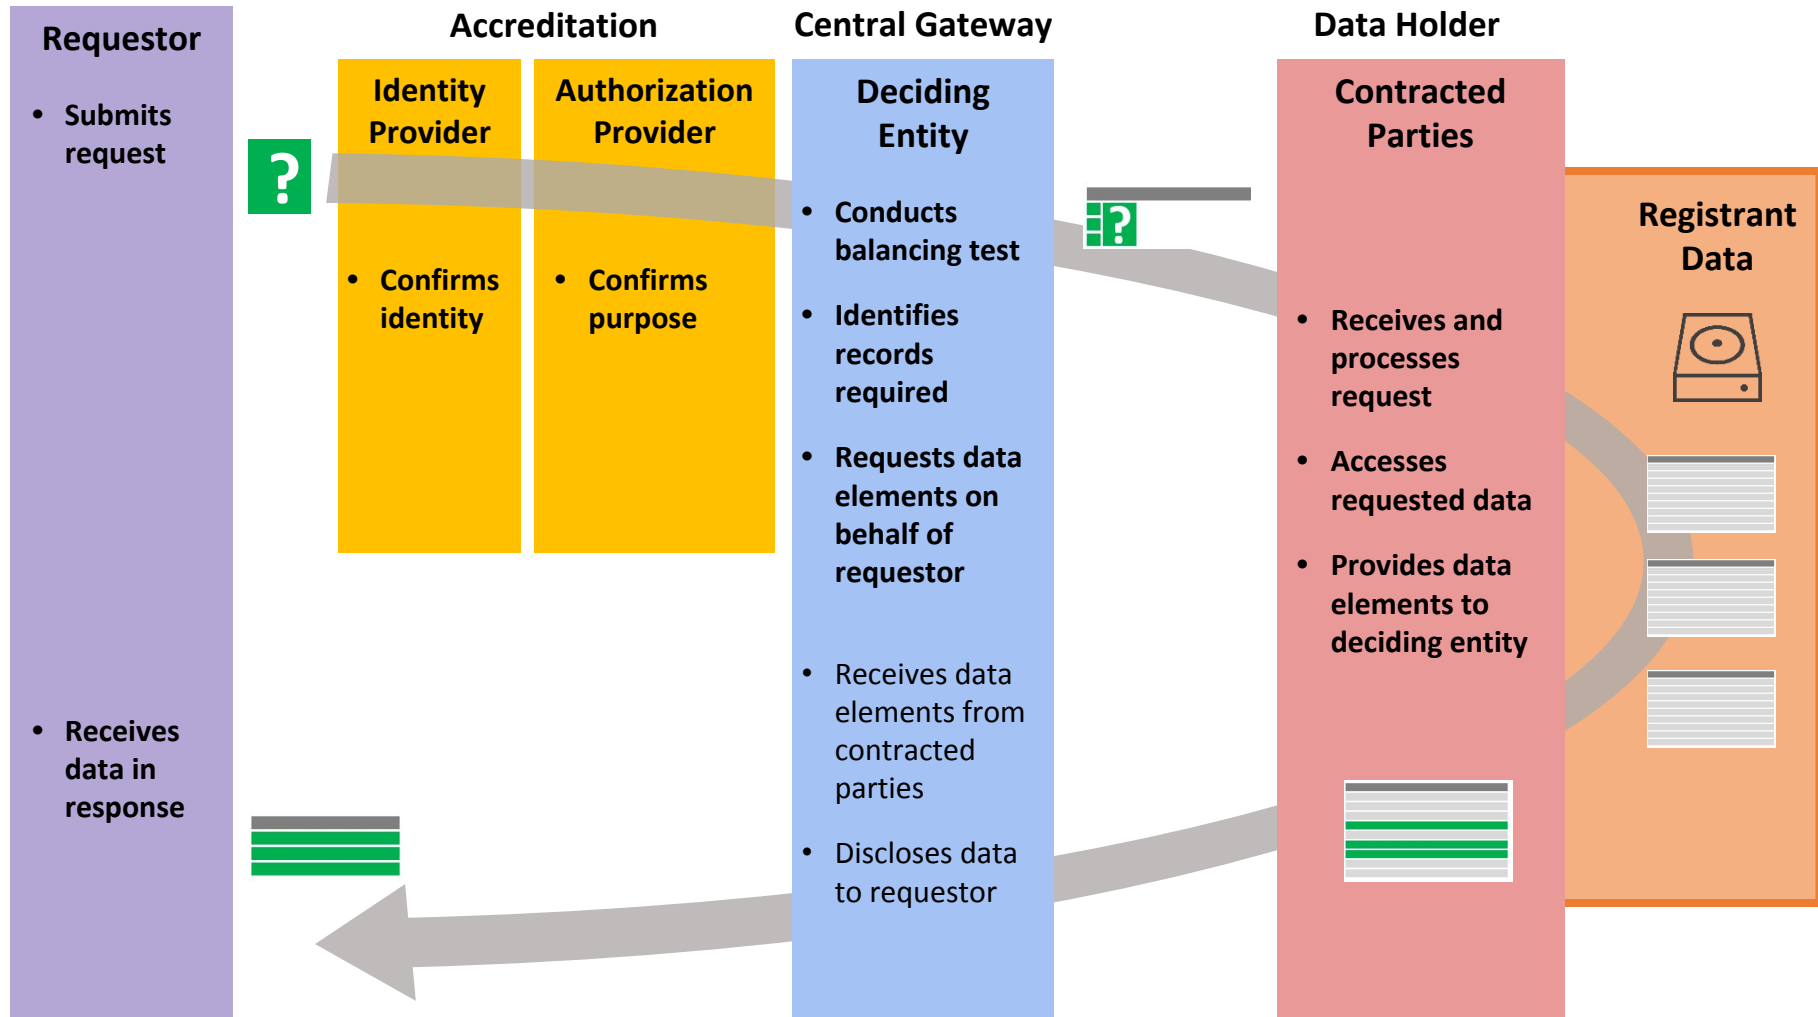 Requestor
• Submits
request
• Receives
data in
response
?
Accreditation
Identity
Provider
• Confirms
identity
Authorization
Provider
• Confirms
purpose
Central Gateway
Deciding
Entity
• Conducts
balancing test
• Identifies
records
required
• Requests data
elements on
behalf of
requestor
• Receives data
elements from
contracted
parties
• Discloses data
to requestor
?
Data Holder
Contracted
Parties
• Receives and
processes
request
• Accesses
requested data
• Provides data
elements to
deciding entity
Registrant
Data